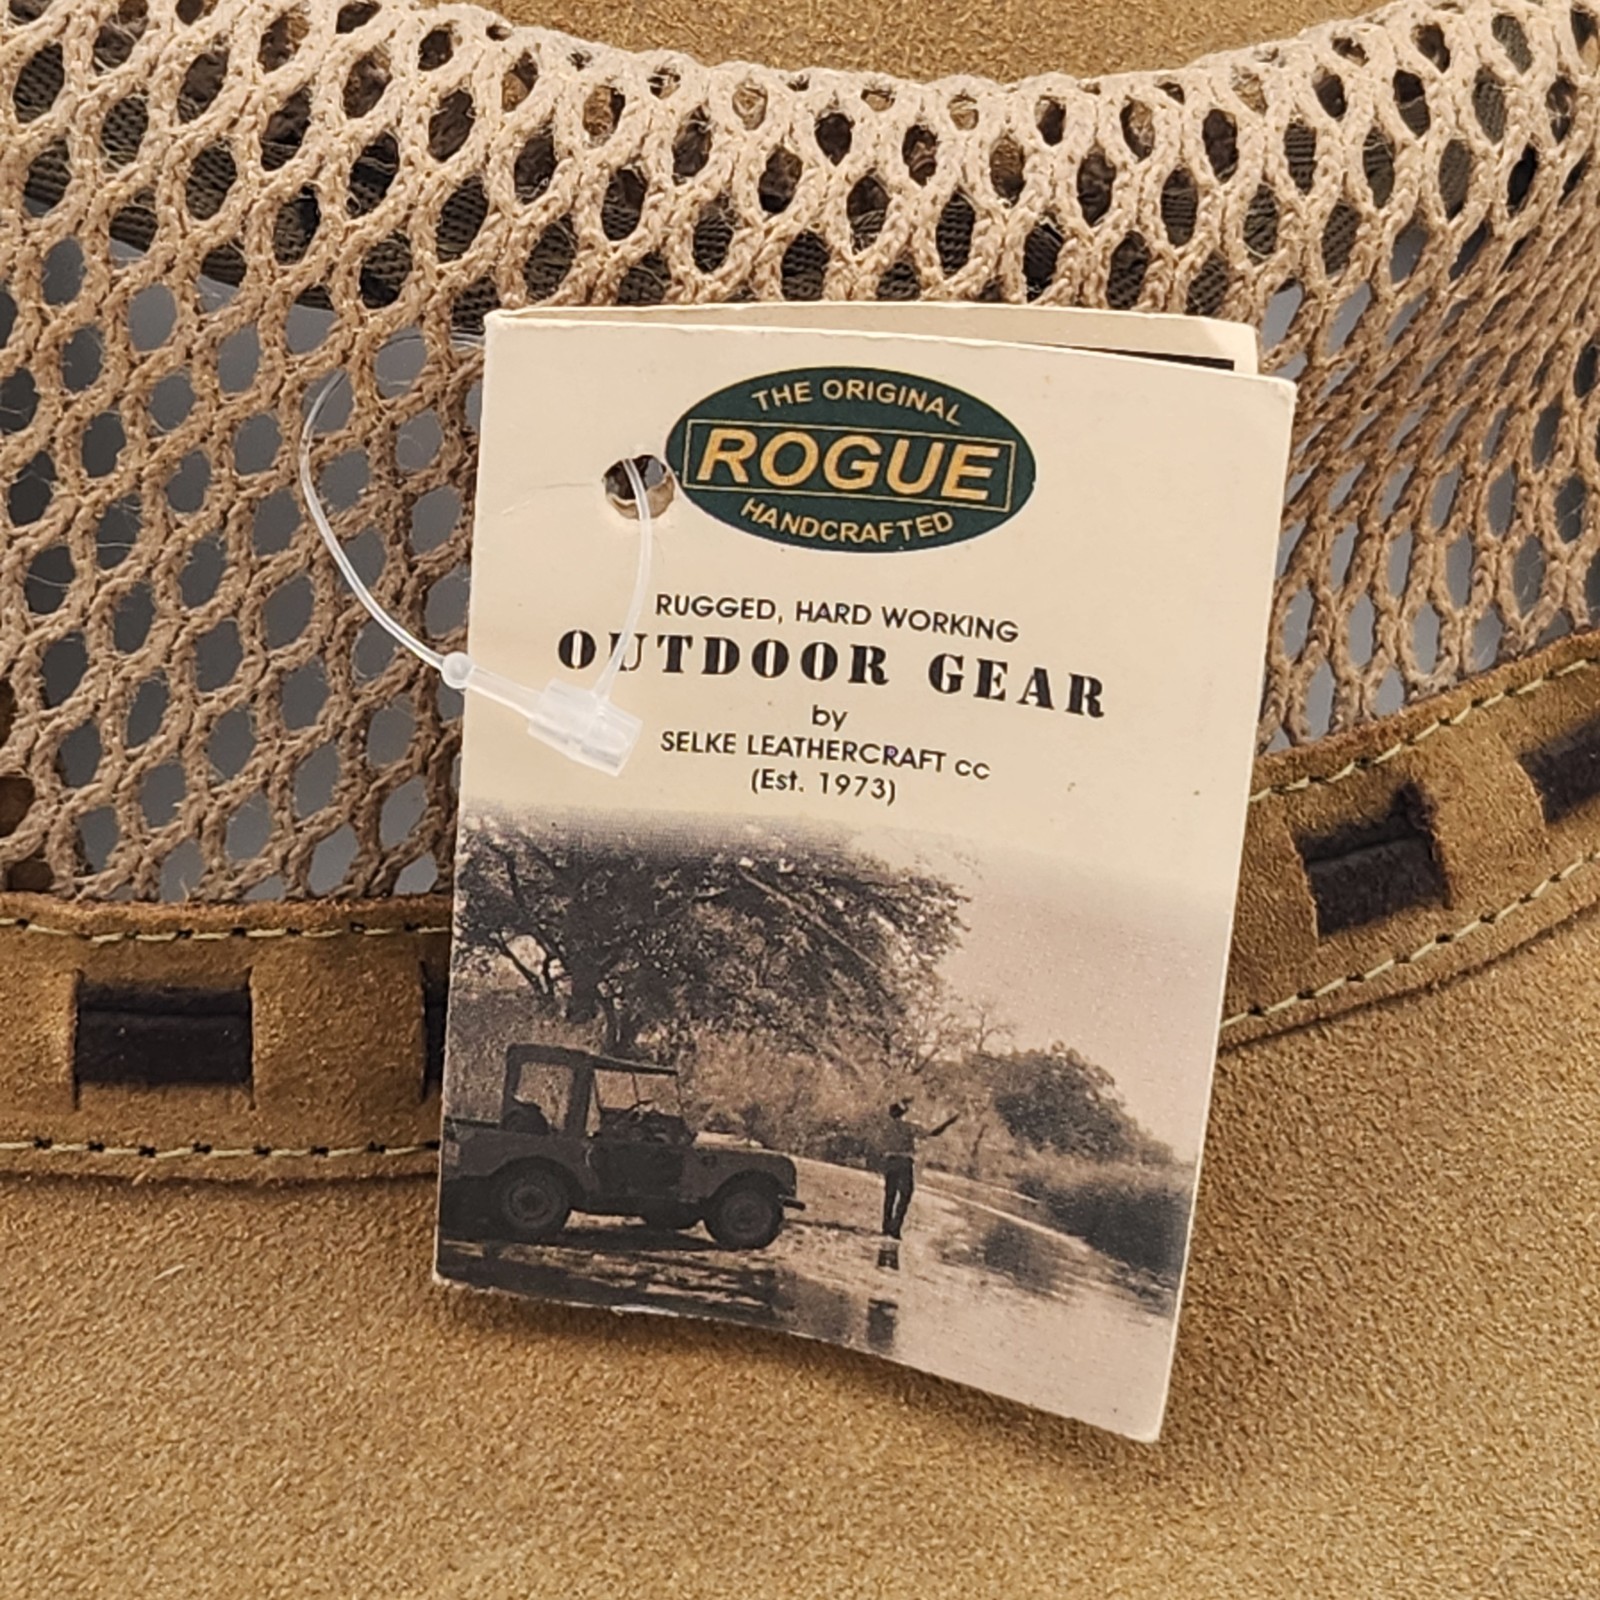 THE ORIGINAL
ROGUE
HANDCRAFTED
RUGGED, HARD WORKING
OUTDOOR GEAR
by
SELKE LEATHERCRAFT cc
(Est. 1973)